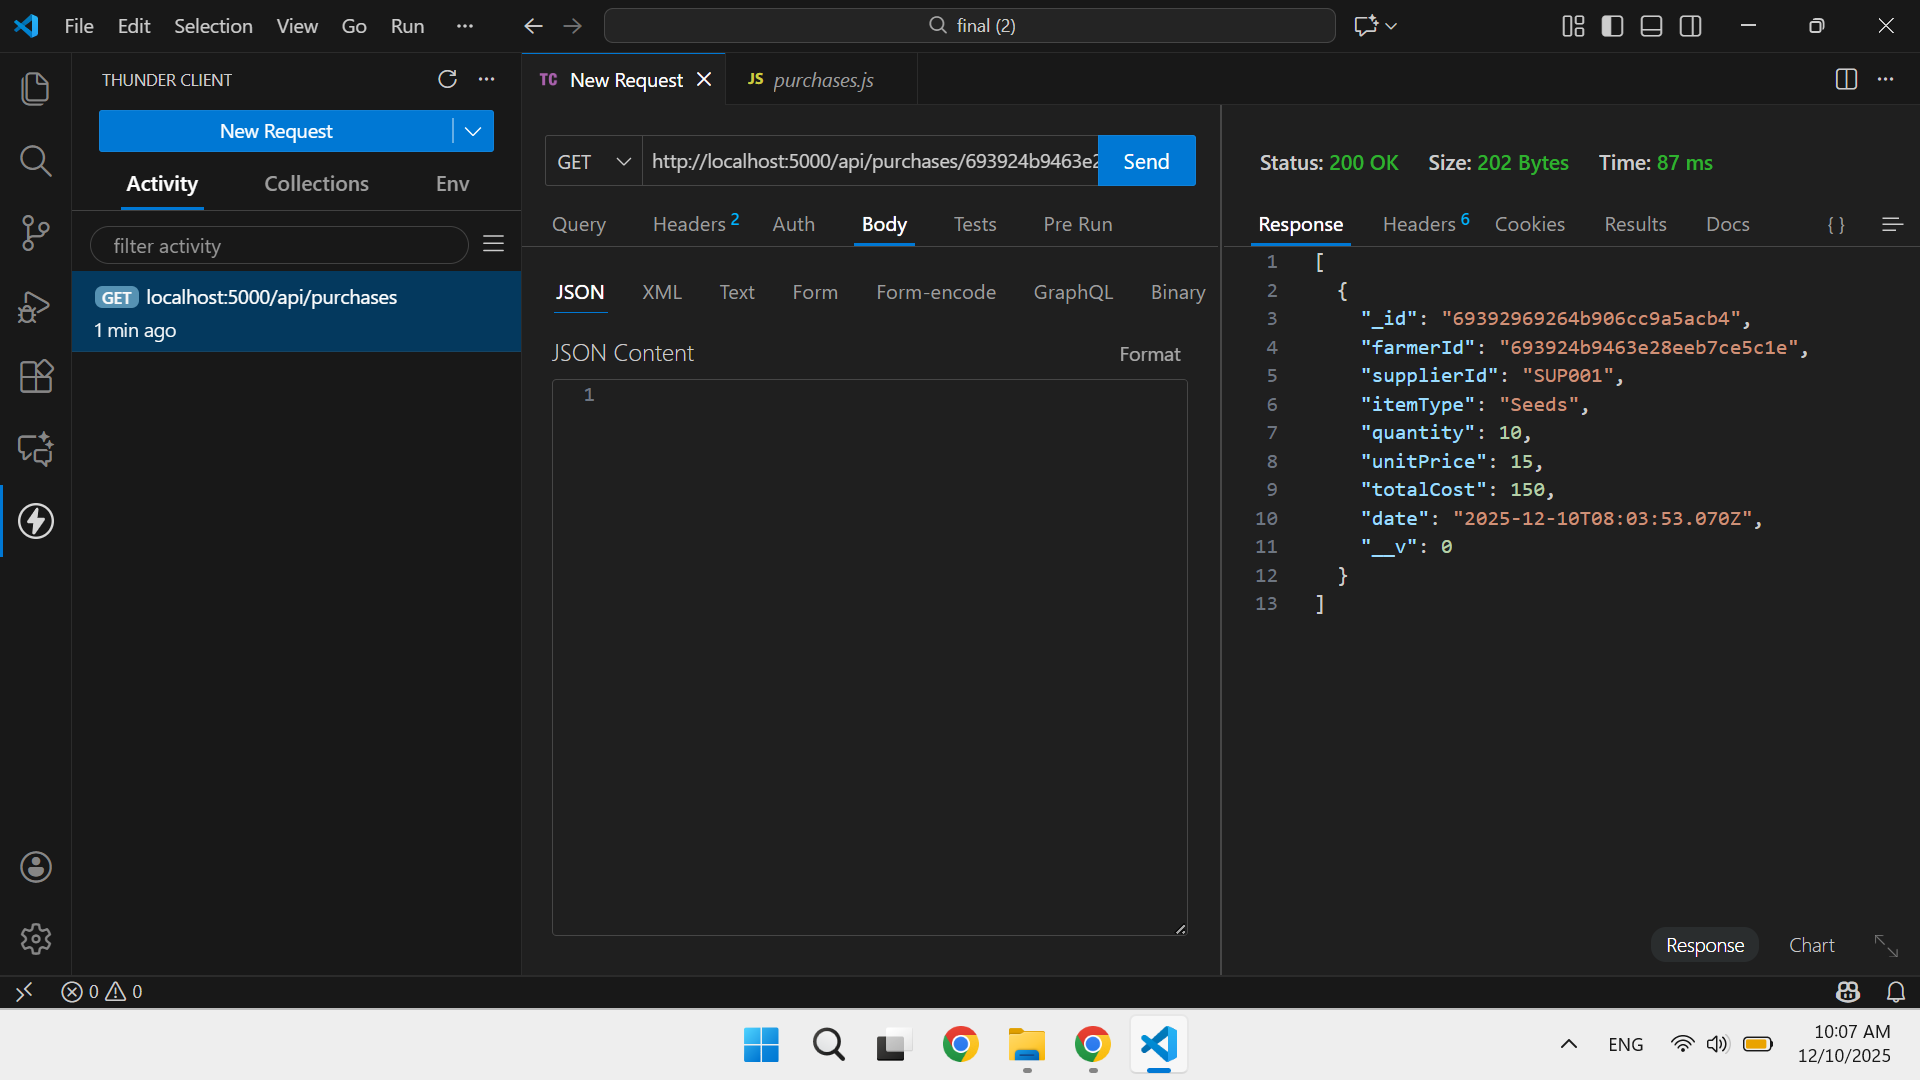 File Edit Selection View Go Run ···
final (2)
THUNDER CLIENT
New Request
Activity Collections Env
filter activity
GET localhost:5000/api/purchases
1 min ago
TC New Request
JS purchases.js
GET http://localhost:5000/api/purchases/693924b9463e2 Send
Query Headers 2 Auth Body Tests Pre Run
JSON XML Text Form Form-encode GraphQL Binary
JSON Content Format
1
Status: 200 OK Size: 202 Bytes Time: 87 ms
Response Headers 6 Cookies Results Docs { }
1 [
2 {
3 "_id": "69392969264b906cc9a5acb4",
4 "farmerId": "693924b9463e28eeb7ce5c1e",
5 "supplierId": "SUP001",
6 "itemType": "Seeds",
7 "quantity": 10,
8 "unitPrice": 15,
9 "totalCost": 150,
10 "date": "2025-12-10T08:03:53.070Z",
11 "__v": 0
12 }
13 ]
Response Chart
0 0
ENG
10:07 AM
12/10/2025